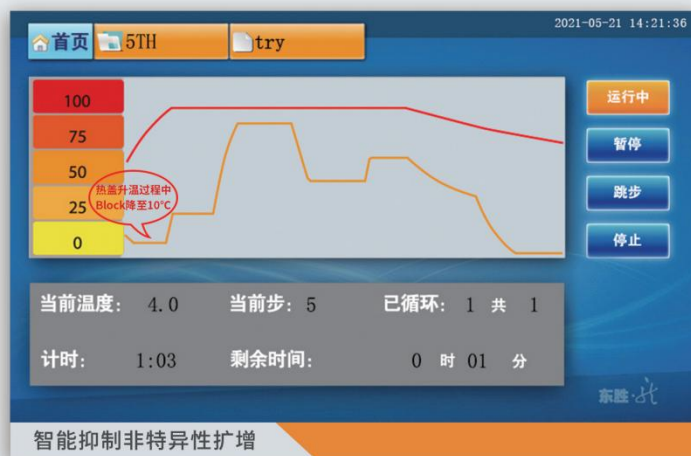 2021-05-21 14:21:36
首页
5TH
try
100
75
50
25
0
热盖升温过程中
Block降至10℃
运行中
暂停
跳步
停止
当前温度: 4.0 当前步: 5 已循环: 1 共 1
计时: 1:03 剩余时间: 0 时 01 分
东胜·龙
智能抑制非特异性扩增